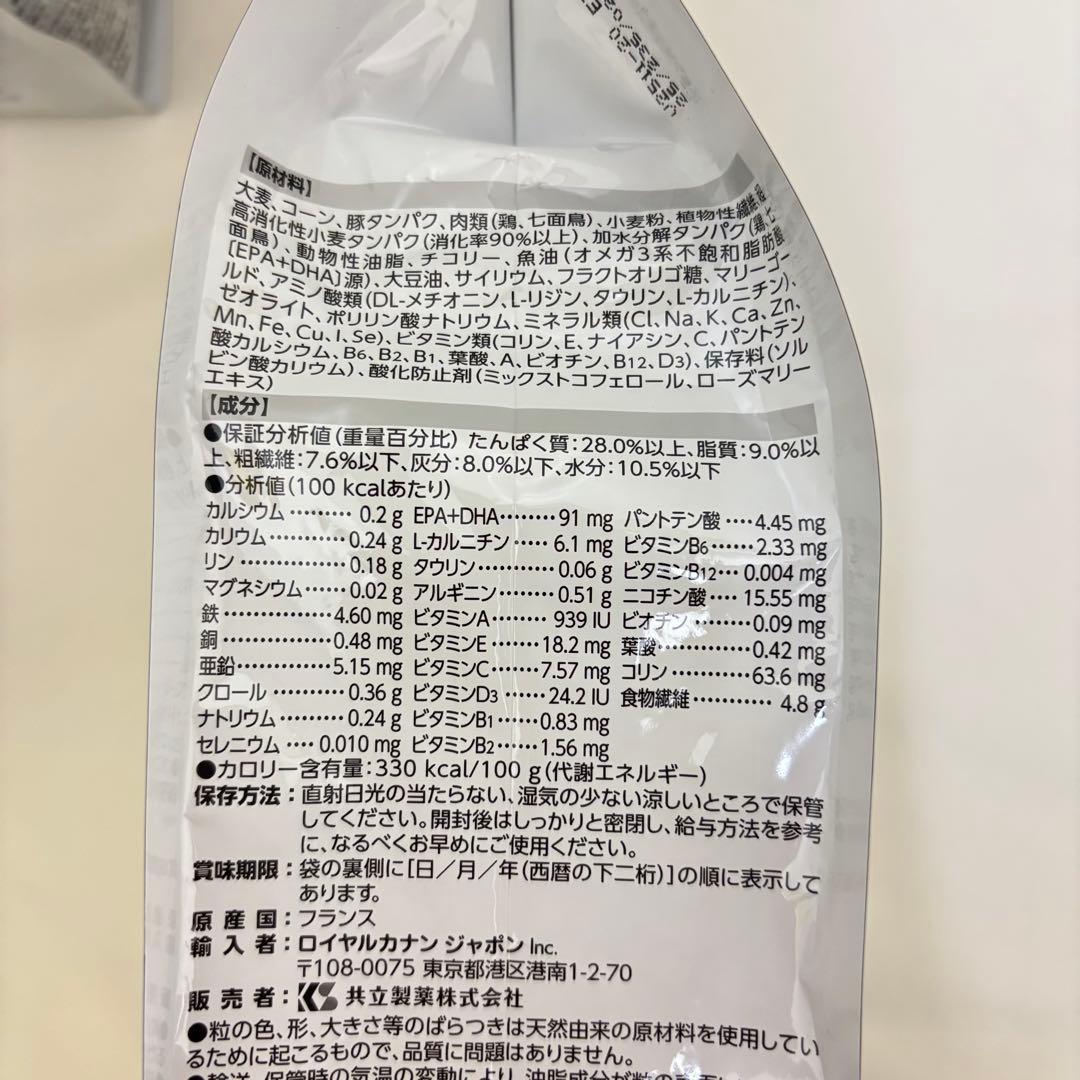 【原材料】
大麦、コーン、豚タンパク、肉類(鶏、七面鳥)、小麦粉、植物性繊維、
高消化性小麦タンパク(消化率90%以上)、加水分解タンパク(鶏、七
面鳥)、動物性油脂、チコリー、魚油(オメガ3系不飽和脂肪酸
[EPA+DHA]源)、大豆油、サイリウム、フラクトオリゴ糖、マリーゴー
ルド、アミノ酸類(DL-メチオニン、L-リジン、タウリン、L-カルニチン)、
ゼオライト、ポリリン酸ナトリウム、ミネラル類(Cl、Na、K、Ca、Zn、
Mn、Fe、Cu、I、Se)、ビタミン類(コリン、E、ナイアシン、C、パントテン
酸カルシウム、B6、B2、B1、葉酸、A、ビオチン、B12、D3)、保存料(ソル
ビン酸カリウム)、酸化防止剤(ミックストコフェロール、ローズマリー
エキス)
【成分】
●保証分析値(重量百分比) たんぱく質:28.0%以上、脂質:9.0%以
上、粗繊維:7.6%以下、灰分:8.0%以下、水分:10.5%以下
●分析値(100 kcalあたり)
カルシウム………0.2 g EPA+DHA………91 mg パントテン酸‥‥4.45 mg
カリウム…………0.24 g L-カルニチン‥‥‥6.1 mg ビタミンB6……2.33 mg
リン………………0.18 g タウリン…………0.06 g ビタミンB12…0.004 mg
マグネシウム……0.02 g アルギニン………0.51 g ニコチン酸‥‥15.55 mg
鉄…………………4.60 mg ビタミンA………939 IU ビオチン…………0.09 mg
銅…………………0.48 mg ビタミンE………18.2 mg 葉酸……………0.42 mg
亜鉛………………5.15 mg ビタミンC……7.57 mg コリン…………63.6 mg
クロール…………0.36 g ビタミンD3……24.2 IU 食物繊維…………4.8 g
ナトリウム………0.24 g ビタミンB1……0.83 mg
セレニウム‥‥0.010 mg ビタミンB2……1.56 mg
●カロリー含有量:330 kcal/100 g(代謝エネルギー)
保存方法:直射日光の当たらない、湿気の少ない涼しいところで保管
してください。開封後はしっかりと密閉し、給与方法を参考
に、なるべくお早めにご使用ください。
賞味期限:袋の裏側に[日/月/年(西暦の下二桁)]の順に表示して
あります。
原産国:フランス
輸入者:ロイヤルカナン ジャポン Inc.
〒108-0075 東京都港区港南1-2-70
販売者:KS 共立製薬株式会社
●粒の色、形、大きさ等のばらつきは天然由来の原材料を使用してい
るために起こるもので、品質に問題はありません。
●輸送、保管時の気温の変動により、油脂成分が粒の表面に